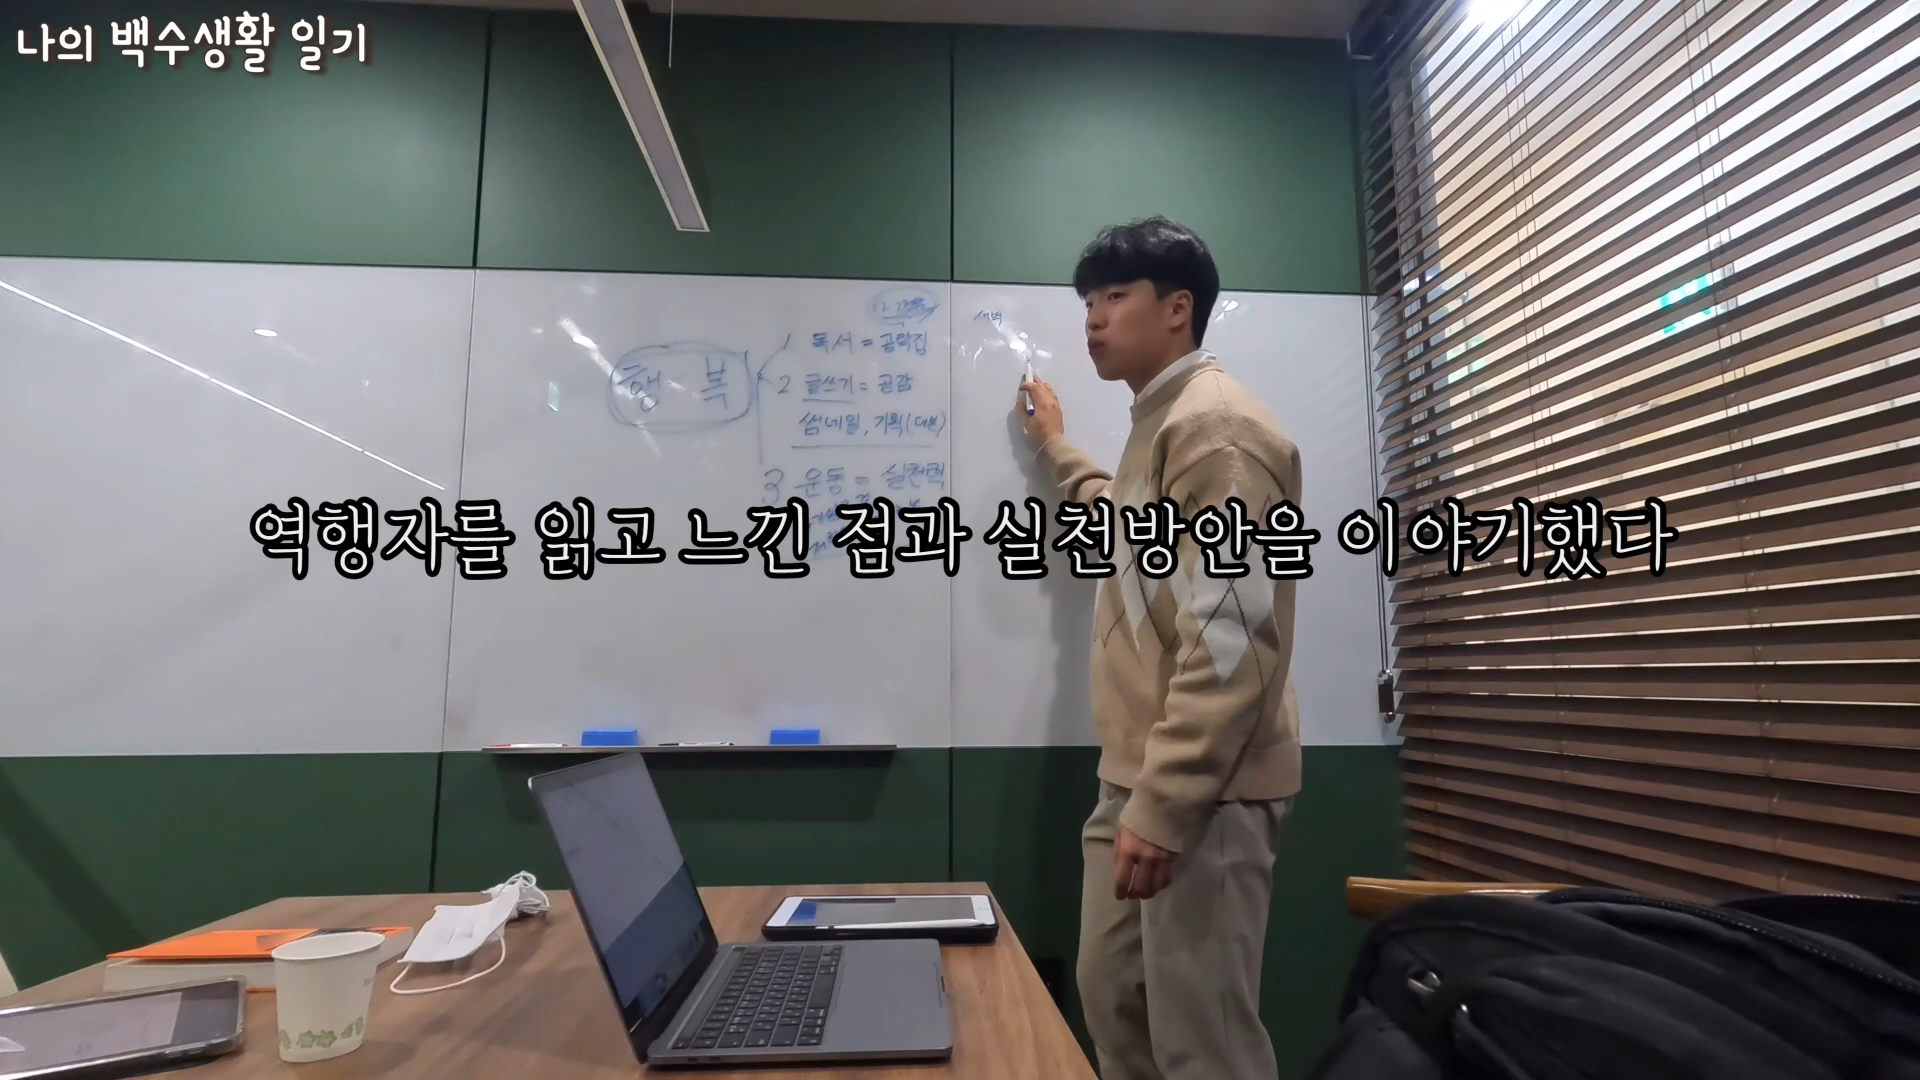 나의 백수생활 일기
행복
1 독서 = 공략집
2 글쓰기 = 공감
썸네일, 기획(대본)
3 운동 = 실천력
새벽
역행자를 읽고 느낀 점과 실천방안을 이야기했다